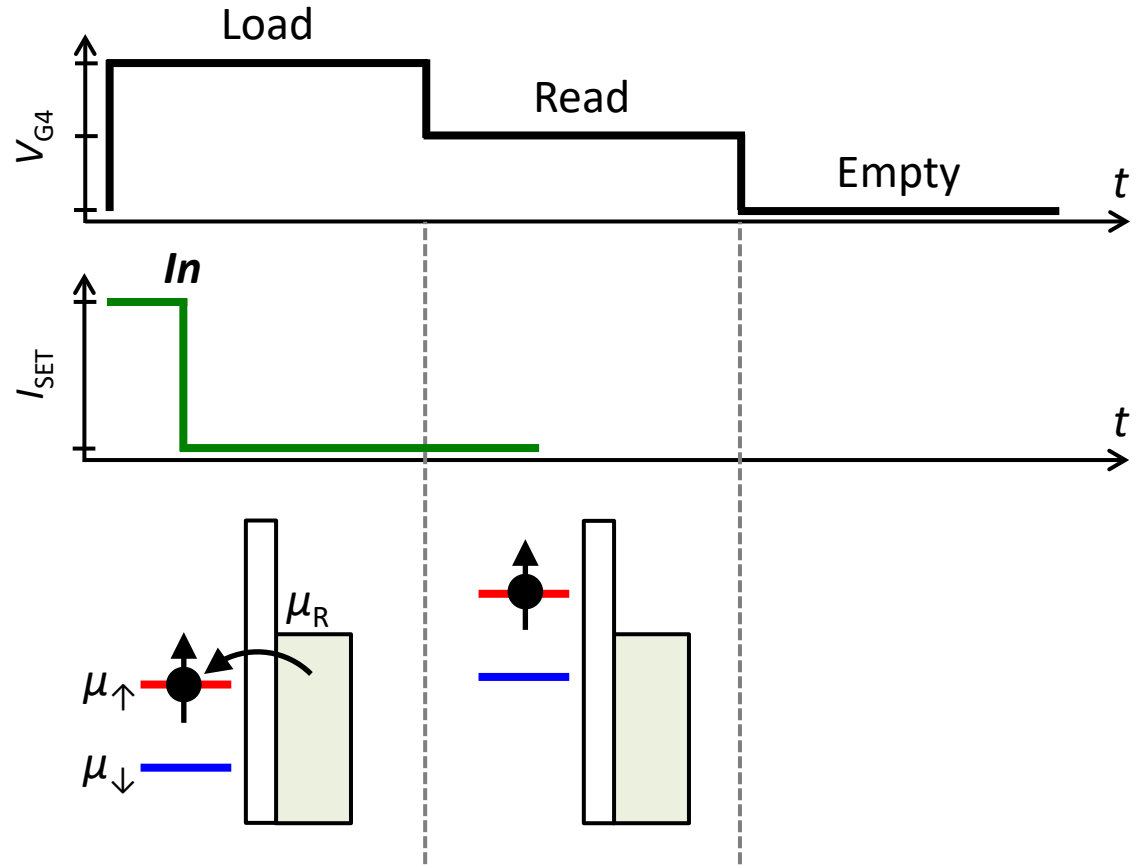 Load
Read
Empty
V_G4
t
In
I_SET
t
μ_R
μ_↑
μ_↓